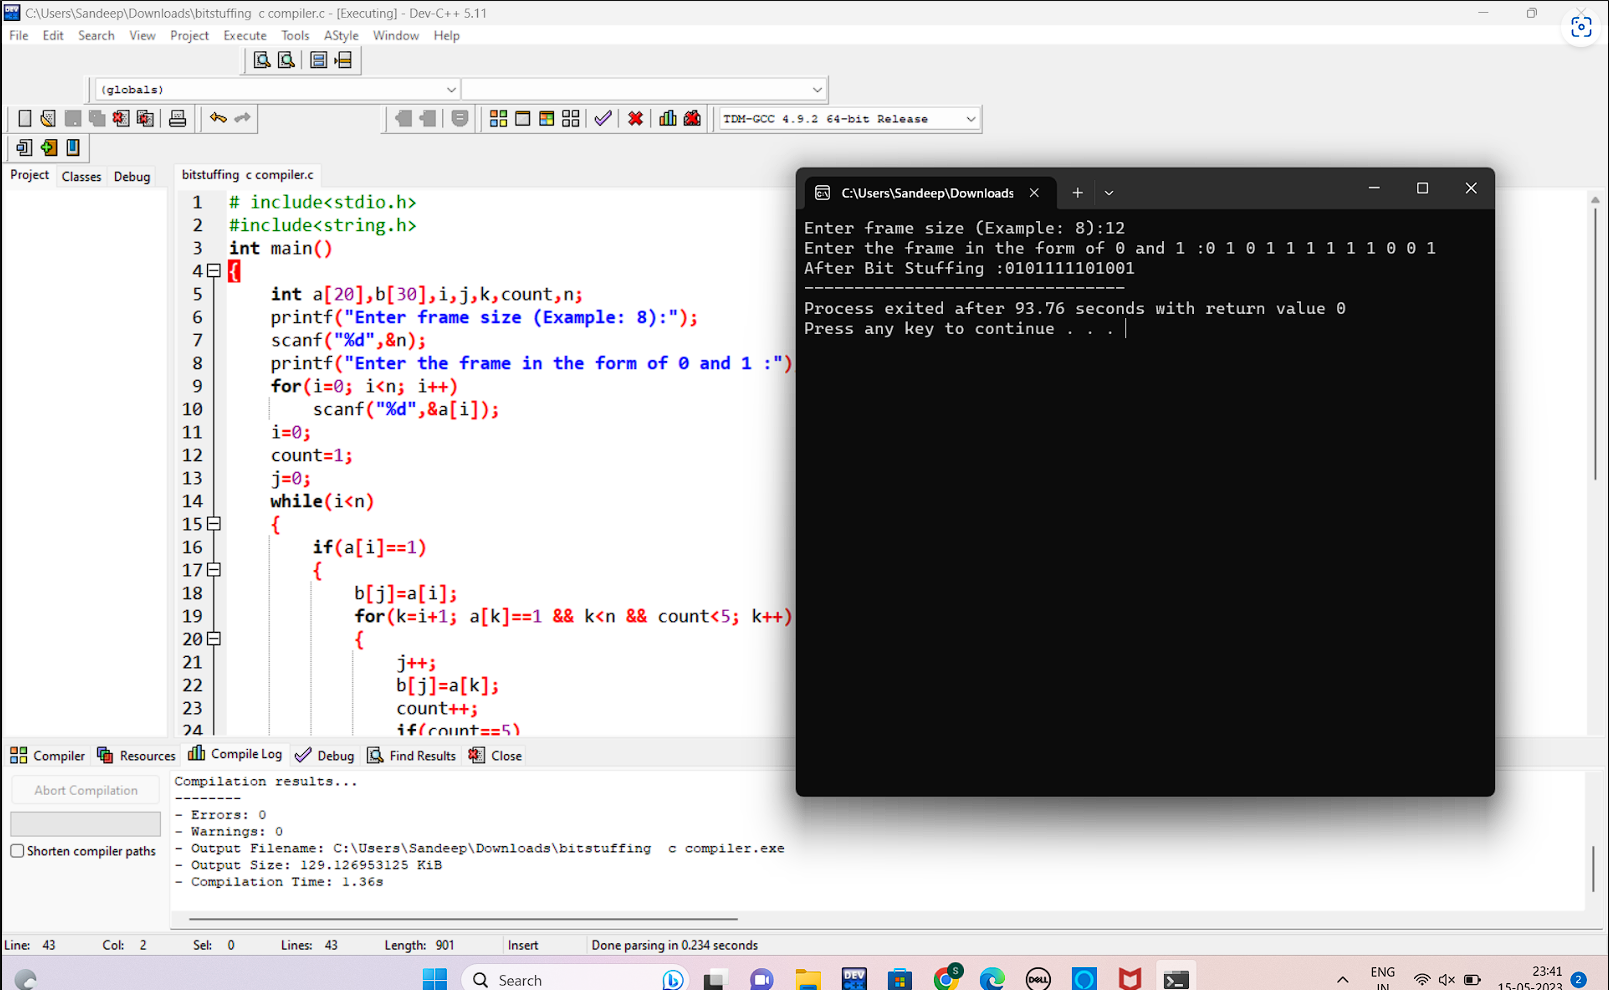 C:\Users\Sandeep\Downloads\bitstuffing  c compiler.c - [Executing] - Dev-C++ 5.11
File Edit Search View Project Execute Tools AStyle Window Help
(globals)
TDM-GCC 4.9.2 64-bit Release
Project Classes Debug
bitstuffing  c compiler.c
1 # include<stdio.h>
2 #include<string.h>
3 int main()
4 {
5 int a[20],b[30],i,j,k,count,n;
6 printf("Enter frame size (Example: 8):");
7 scanf("%d",&n);
8 printf("Enter the frame in the form of 0 and 1 :")
9 for(i=0; i<n; i++)
10 scanf("%d",&a[i]);
11 i=0;
12 count=1;
13 j=0;
14 while(i<n)
15 {
16 if(a[i]==1)
17 {
18 b[j]=a[i];
19 for(k=i+1; a[k]==1 && k<n && count<5; k++)
20 {
21 j++;
22 b[j]=a[k];
23 count++;
24 if(count==5)
C:\Users\Sandeep\Downloads
Enter frame size (Example: 8):12
Enter the frame in the form of 0 and 1 :0 1 0 1 1 1 1 1 1 0 0 1
After Bit Stuffing :0101111101001
--------------------------------
Process exited after 93.76 seconds with return value 0
Press any key to continue . . .
Compiler Resources Compile Log Debug Find Results Close
Abort Compilation
Shorten compiler paths
Compilation results...
--------
- Errors: 0
- Warnings: 0
- Output Filename: C:\Users\Sandeep\Downloads\bitstuffing  c compiler.exe
- Output Size: 129.126953125 KiB
- Compilation Time: 1.36s
Line: 43 Col: 2 Sel: 0 Lines: 43 Length: 901 Insert Done parsing in 0.234 seconds
Search
DEV
S
DELL
ENG
IN
23:41
15-05-2023
2